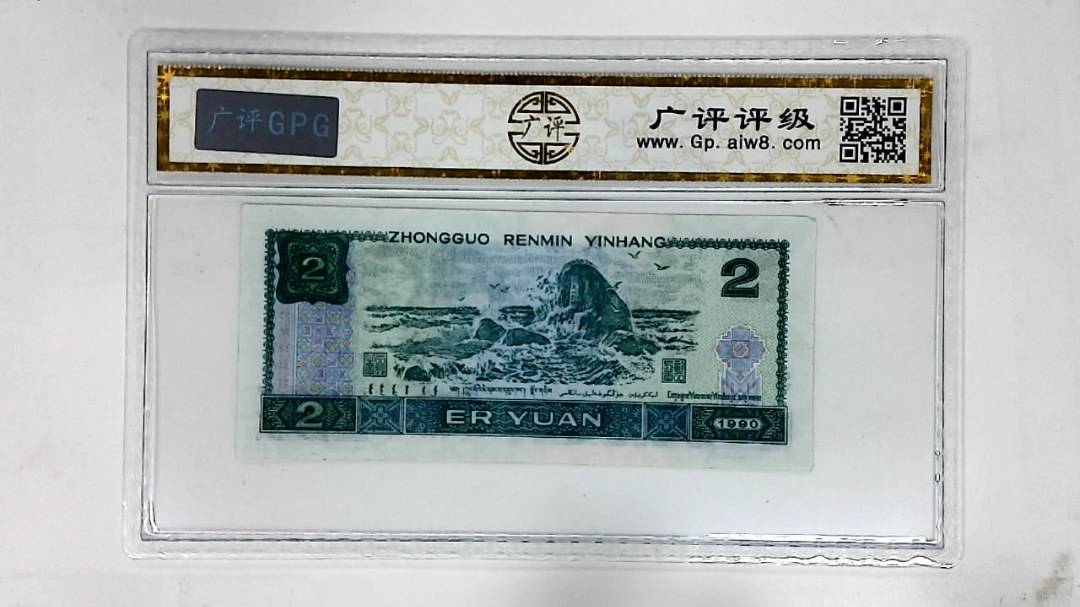 广评GPG
广评
广评评级
www.Gp.aiw8.com
ZHONGGUO RENMIN YINHANG
2
2
2
ER YUAN
1990